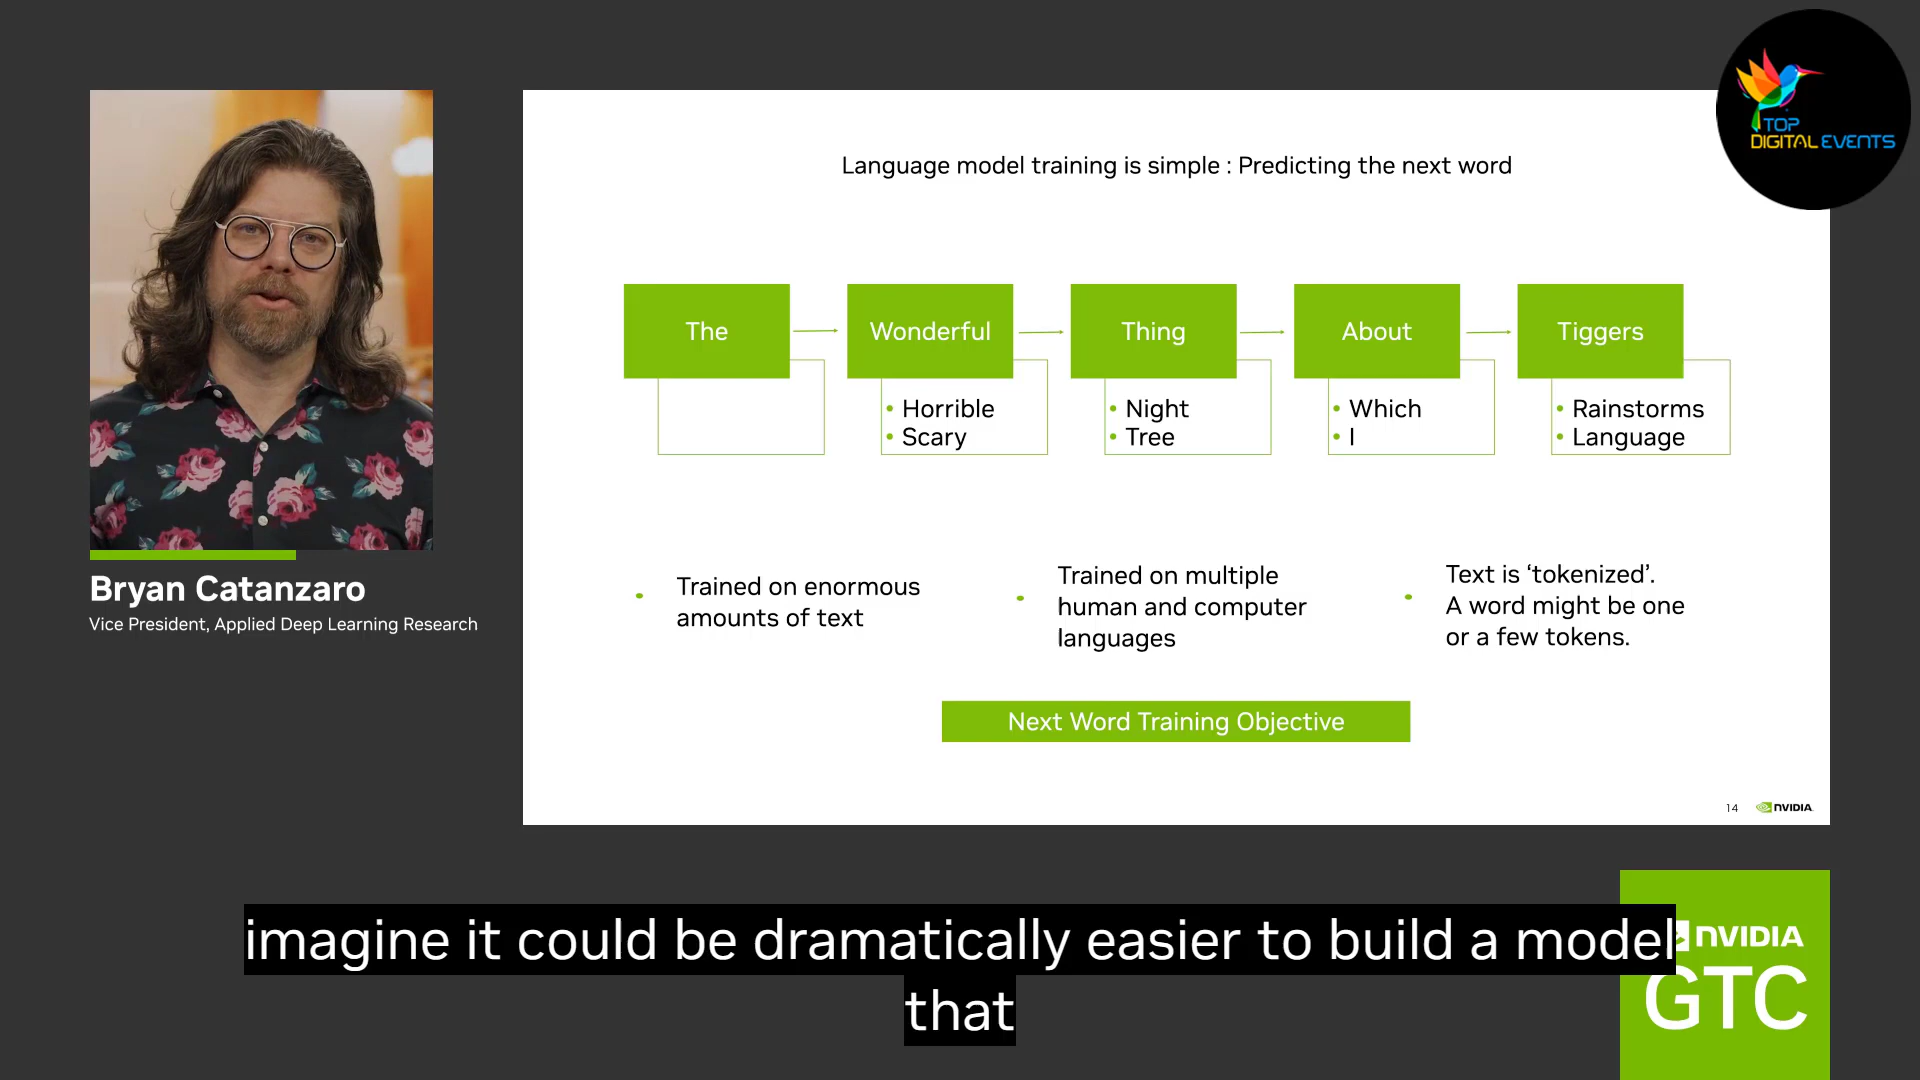 TOP
DIGITAL EVENTS
Language model training is simple : Predicting the next word
The
Wonderful
Thing
About
Tiggers
• Horrible
• Scary
• Night
• Tree
• Which
• I
• Rainstorms
• Language
• Trained on enormous
amounts of text
• Trained on multiple
human and computer
languages
• Text is ‘tokenized’.
A word might be one
or a few tokens.
Next Word Training Objective
14
NVIDIA
Bryan Catanzaro
Vice President, Applied Deep Learning Research
imagine it could be dramatically easier to build a model
that
NVIDIA
GTC